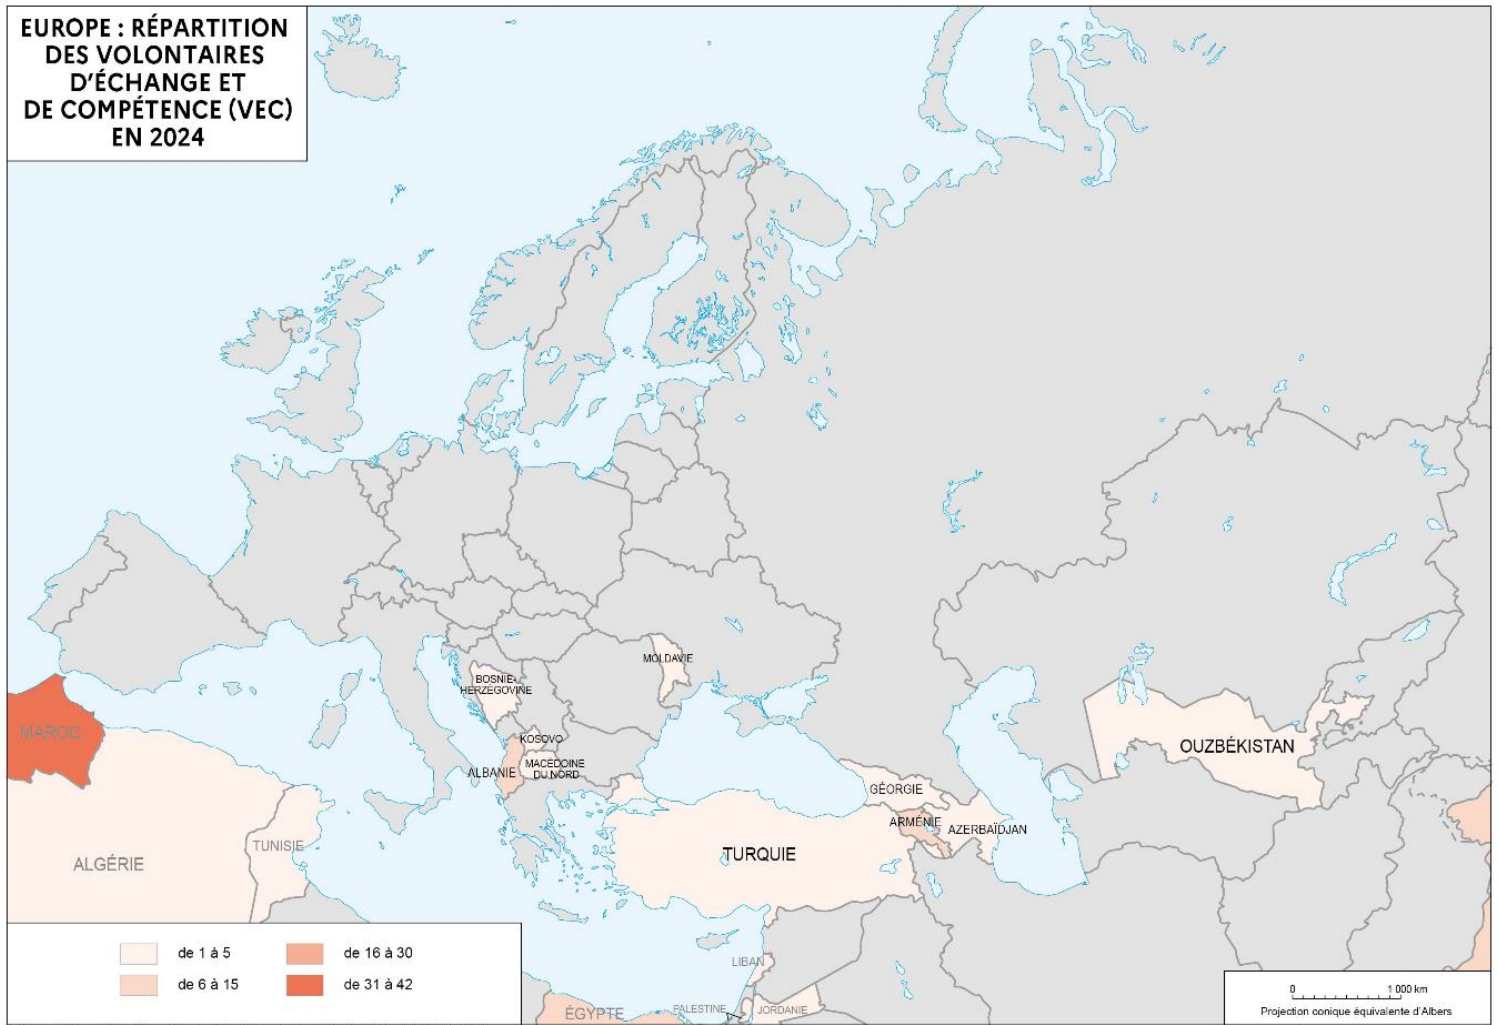 EUROPE : RÉPARTITION
DES VOLONTAIRES
D'ÉCHANGE ET
DE COMPÉTENCE (VEC)
EN 2024
MOLDAVIE
BOSNIE-
HERZEGOVINE
MAROC
KOSOVO
OUZBÉKISTAN
MACÉDOINE
DU NORD
ALBANIE
GÉORGIE
ARMÉNIE
AZERBAÏDJAN
TUNISIE
TURQUIE
ALGÉRIE
LIBAN
PALESTINE
JORDANIE
ÉGYPTE
de 1 à 5
de 16 à 30
de 6 à 15
de 31 à 42
0 1 000 km
Projection conique équivalente d'Albers